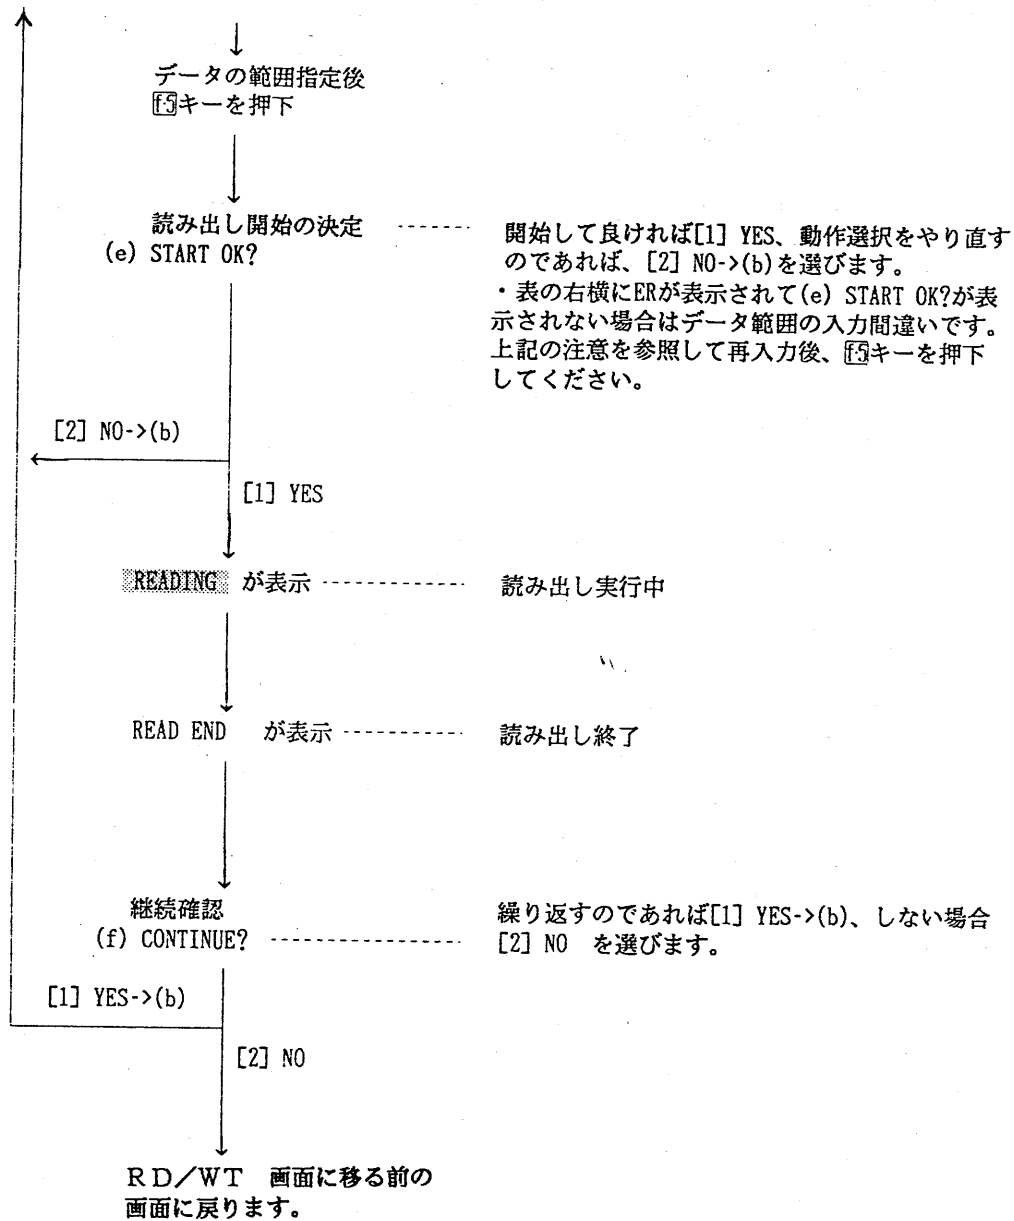 データの範囲指定後
f·5キーを押下
読み出し開始の決定
(e) START OK?
開始して良ければ[1] YES、動作選択をやり直す
のであれば、[2] NO->(b)を選びます。
・表の右横にERが表示されて(e) START OK?が表
示されない場合はデータ範囲の入力間違いです。
上記の注意を参照して再入力後、f·5キーを押下
してください。
[2] NO->(b)
[1] YES
READING が表示
読み出し実行中
READ END が表示
読み出し終了
継続確認
(f) CONTINUE?
繰り返すのであれば[1] YES->(b)、しない場合
[2] NO を選びます。
[1] YES->(b)
[2] NO
ＲＤ／ＷＴ 画面に移る前の
画面に戻ります。